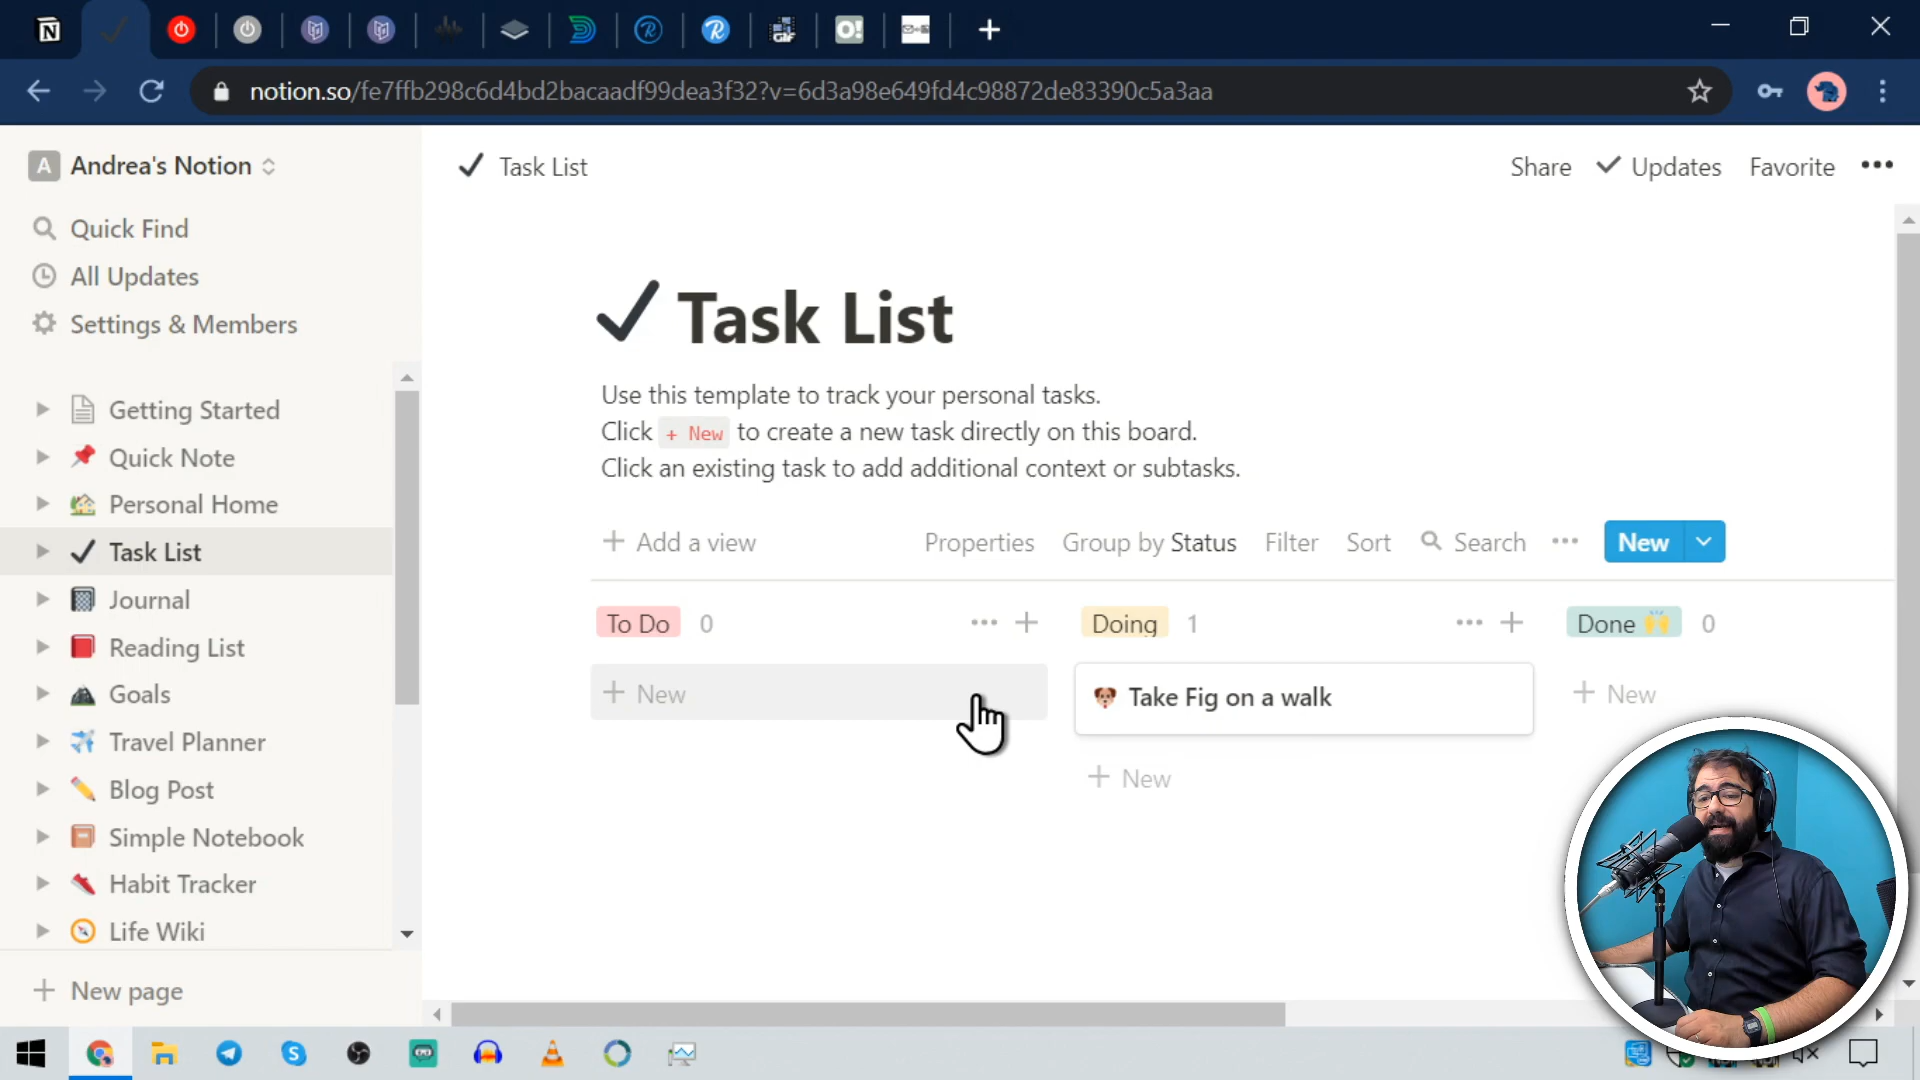 notion.so/fe7ffb298c6d4bd2bacaadf99dea3f32?v=6d3a98e649fd4c98872de83390c5a3aa
A Andrea's Notion
Task List
Share
Updates
Favorite
Quick Find
All Updates
Settings & Members
Getting Started
Quick Note
Personal Home
Task List
Journal
Reading List
Goals
Travel Planner
Blog Post
Simple Notebook
Habit Tracker
Life Wiki
New page
Task List
Use this template to track your personal tasks.
Click + New to create a new task directly on this board.
Click an existing task to add additional context or subtasks.
+ Add a view
Properties
Group by Status
Filter
Sort
Search
New
To Do 0
Doing 1
Done 🙌 0
+ New
🐶 Take Fig on a walk
+ New
+ New